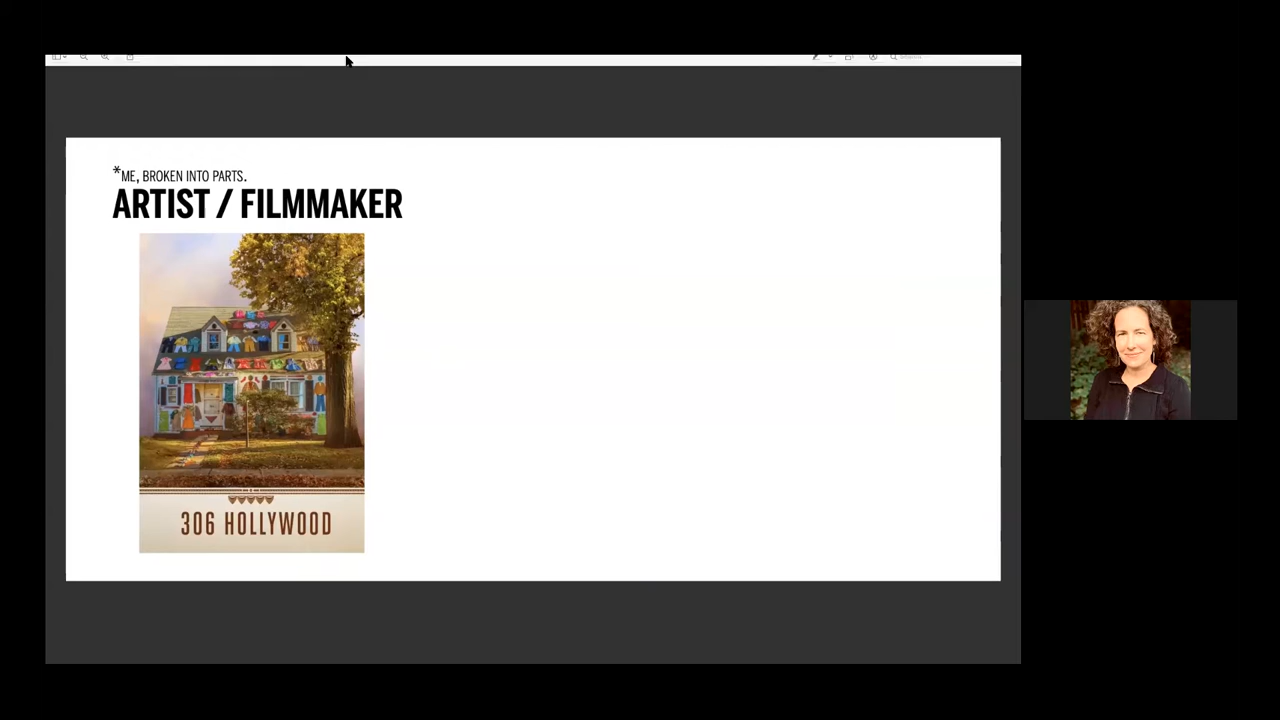 *ME, BROKEN INTO PARTS.
ARTIST / FILMMAKER
306 HOLLYWOOD